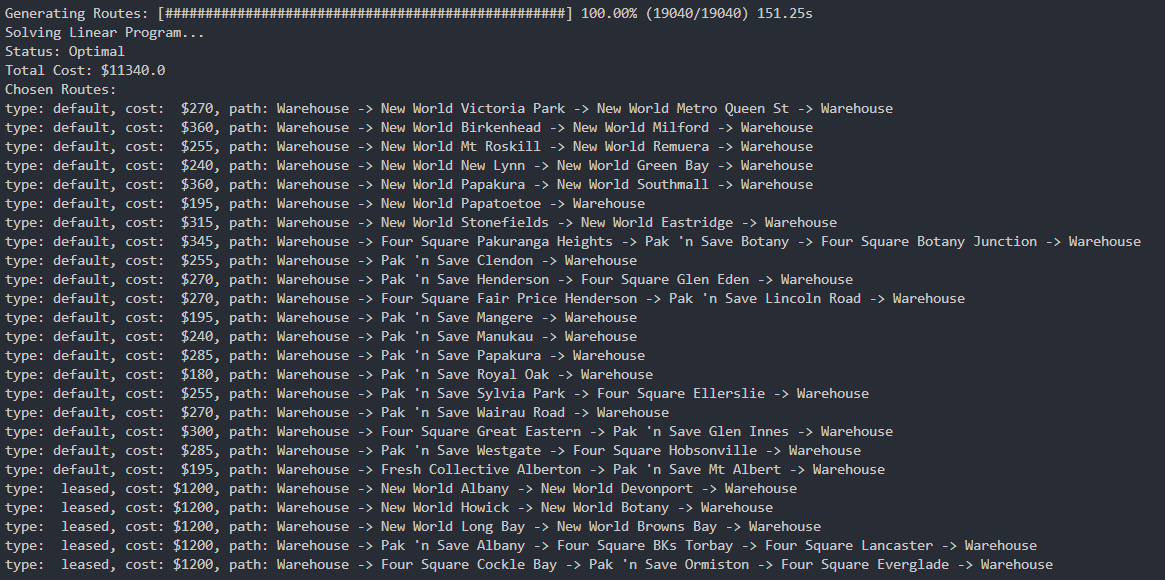 Generating Routes: [##################################################] 100.00% (19040/19040) 151.25s
Solving Linear Program...
Status: Optimal
Total Cost: $11340.0
Chosen Routes:
type: default, cost:  $270, path: Warehouse -> New World Victoria Park -> New World Metro Queen St -> Warehouse
type: default, cost:  $360, path: Warehouse -> New World Birkenhead -> New World Milford -> Warehouse
type: default, cost:  $255, path: Warehouse -> New World Mt Roskill -> New World Remuera -> Warehouse
type: default, cost:  $240, path: Warehouse -> New World New Lynn -> New World Green Bay -> Warehouse
type: default, cost:  $360, path: Warehouse -> New World Papakura -> New World Southmall -> Warehouse
type: default, cost:  $195, path: Warehouse -> New World Papatoetoe -> Warehouse
type: default, cost:  $315, path: Warehouse -> New World Stonefields -> New World Eastridge -> Warehouse
type: default, cost:  $345, path: Warehouse -> Four Square Pakuranga Heights -> Pak 'n Save Botany -> Four Square Botany Junction -> Warehouse
type: default, cost:  $255, path: Warehouse -> Pak 'n Save Clendon -> Warehouse
type: default, cost:  $270, path: Warehouse -> Pak 'n Save Henderson -> Four Square Glen Eden -> Warehouse
type: default, cost:  $270, path: Warehouse -> Four Square Fair Price Henderson -> Pak 'n Save Lincoln Road -> Warehouse
type: default, cost:  $195, path: Warehouse -> Pak 'n Save Mangere -> Warehouse
type: default, cost:  $240, path: Warehouse -> Pak 'n Save Manukau -> Warehouse
type: default, cost:  $285, path: Warehouse -> Pak 'n Save Papakura -> Warehouse
type: default, cost:  $180, path: Warehouse -> Pak 'n Save Royal Oak -> Warehouse
type: default, cost:  $255, path: Warehouse -> Pak 'n Save Sylvia Park -> Four Square Ellerslie -> Warehouse
type: default, cost:  $270, path: Warehouse -> Pak 'n Save Wairau Road -> Warehouse
type: default, cost:  $300, path: Warehouse -> Four Square Great Eastern -> Pak 'n Save Glen Innes -> Warehouse
type: default, cost:  $285, path: Warehouse -> Pak 'n Save Westgate -> Four Square Hobsonville -> Warehouse
type: default, cost:  $195, path: Warehouse -> Fresh Collective Alberton -> Pak 'n Save Mt Albert -> Warehouse
type:  leased, cost: $1200, path: Warehouse -> New World Albany -> New World Devonport -> Warehouse
type:  leased, cost: $1200, path: Warehouse -> New World Howick -> New World Botany -> Warehouse
type:  leased, cost: $1200, path: Warehouse -> New World Long Bay -> New World Browns Bay -> Warehouse
type:  leased, cost: $1200, path: Warehouse -> Pak 'n Save Albany -> Four Square BKs Torbay -> Four Square Lancaster -> Warehouse
type:  leased, cost: $1200, path: Warehouse -> Four Square Cockle Bay -> Pak 'n Save Ormiston -> Four Square Everglade -> Warehouse